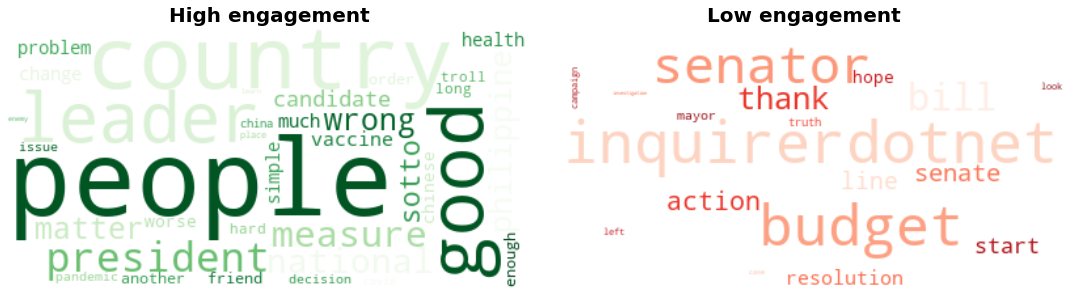 High engagement
Low engagement
country
problem
health
change
order
troll
long
leader
candidate
enemy
china
place
much
wrong
vaccine
issue
people
simple
sotto
chinese
good
philippine
matter
worse
hard
measure
president
national
enough
pandemic
another
friend
decision
senator
hope
campaign
investigation
thank
bill
look
mayor
truth
inquirerdotnet
line
senate
action
budget
left
start
case
resolution